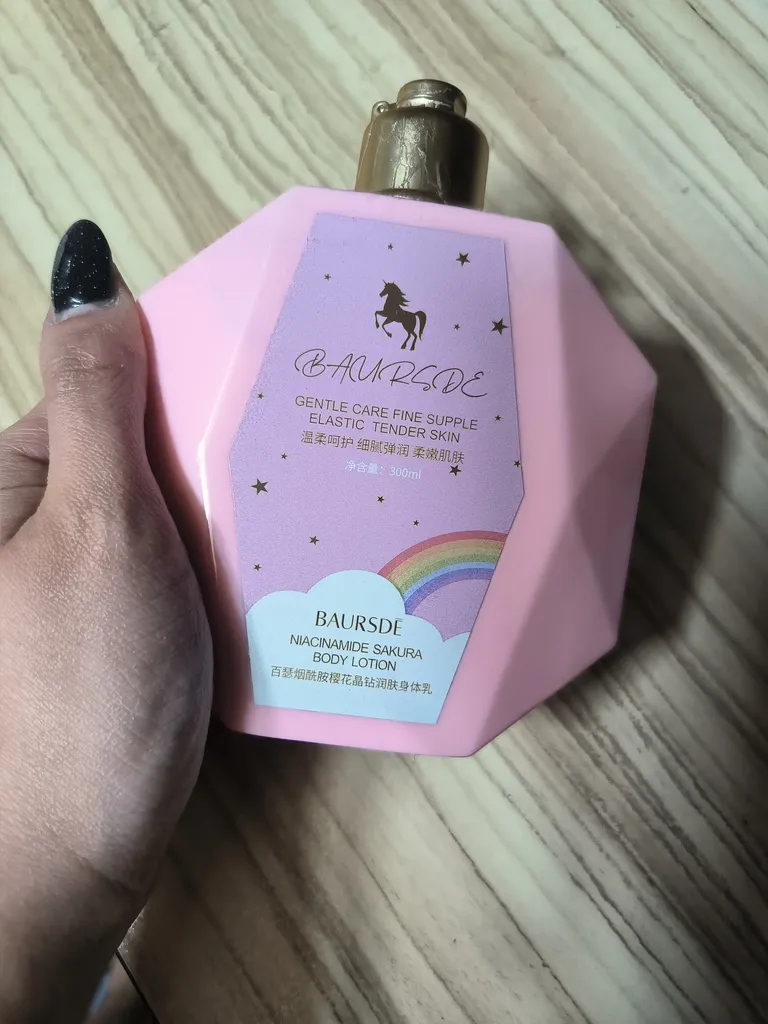 BAURSDE
GENTLE CARE FINE SUPPLE
ELASTIC TENDER SKIN
温柔呵护 细腻弹润 柔嫩肌肤
净含量：300ml
BAURSDE
NIACINAMIDE SAKURA
BODY LOTION
百瑟烟酰胺樱花晶钻润肤身体乳